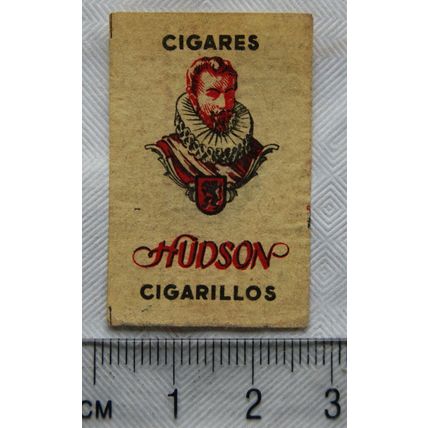 CIGARES
HUDSON
CIGARILLOS
CM 1 2 3